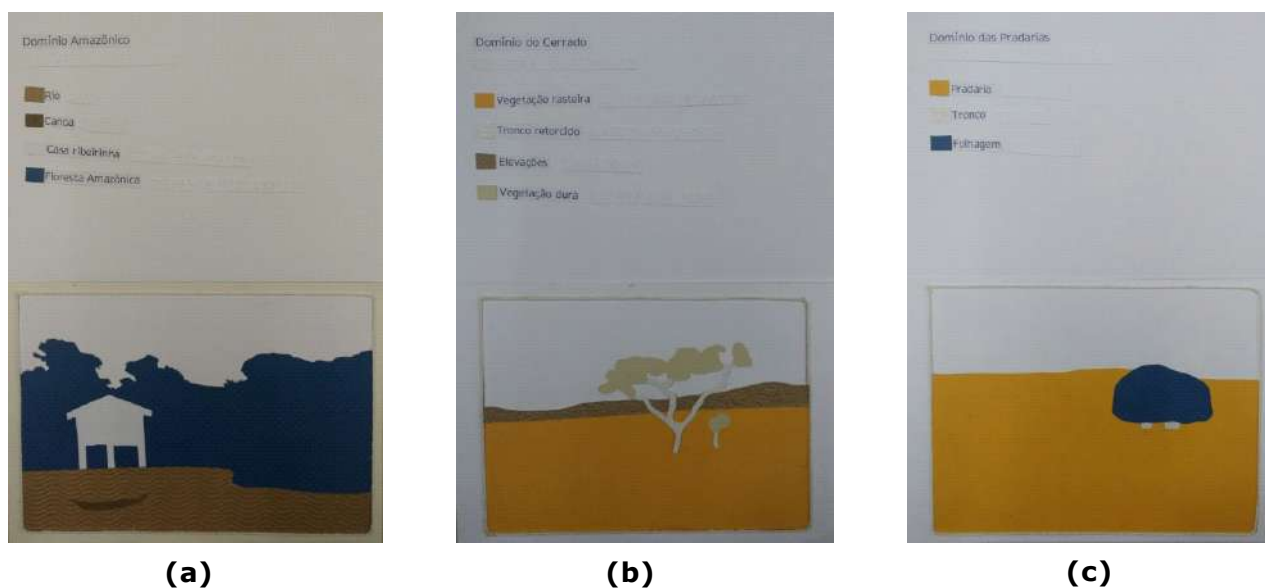 Domínio Amazônico
Rio
Canoa
Casa ribeirinha
Floresta Amazônica
Domínio do Cerrado
Vegetação rasteira
Tronco retorcido
Elevações
Vegetação dura
Domínio das Pradarias
Pradaria
Tronco
Folhagem
(a)
(b)
(c)